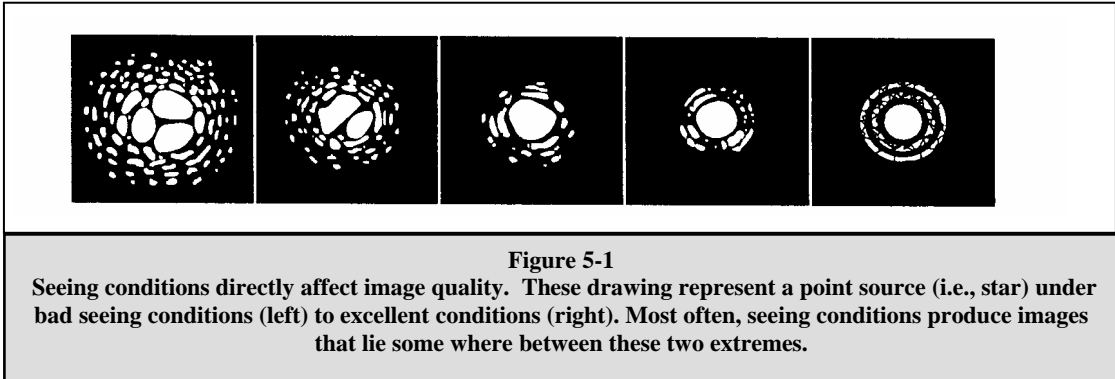 Figure 5-1
Seeing conditions directly affect image quality.  These drawing represent a point source (i.e., star) under
bad seeing conditions (left) to excellent conditions (right). Most often, seeing conditions produce images
that lie some where between these two extremes.